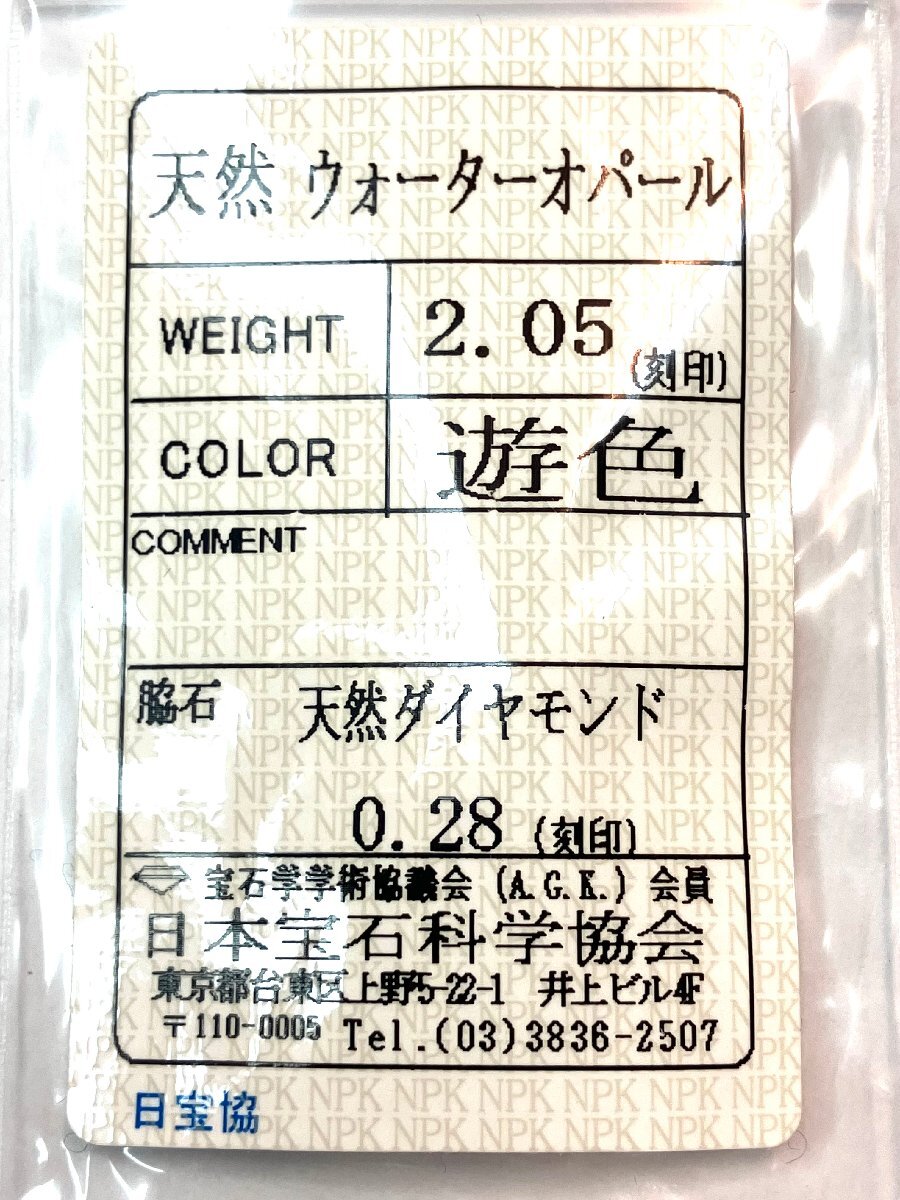 天然 ウォーターオパール
WEIGHT 2.05 (刻印)
COLOR 遊色
COMMENT
脇石 天然ダイヤモンド
0.28 (刻印)
宝石学学術協議会 (A.G.K.) 会員
日本宝石科学協会
東京都台東区上野5-22-1 井上ビル4F
〒110-0005 Tel.(03)3836-2507
日宝協